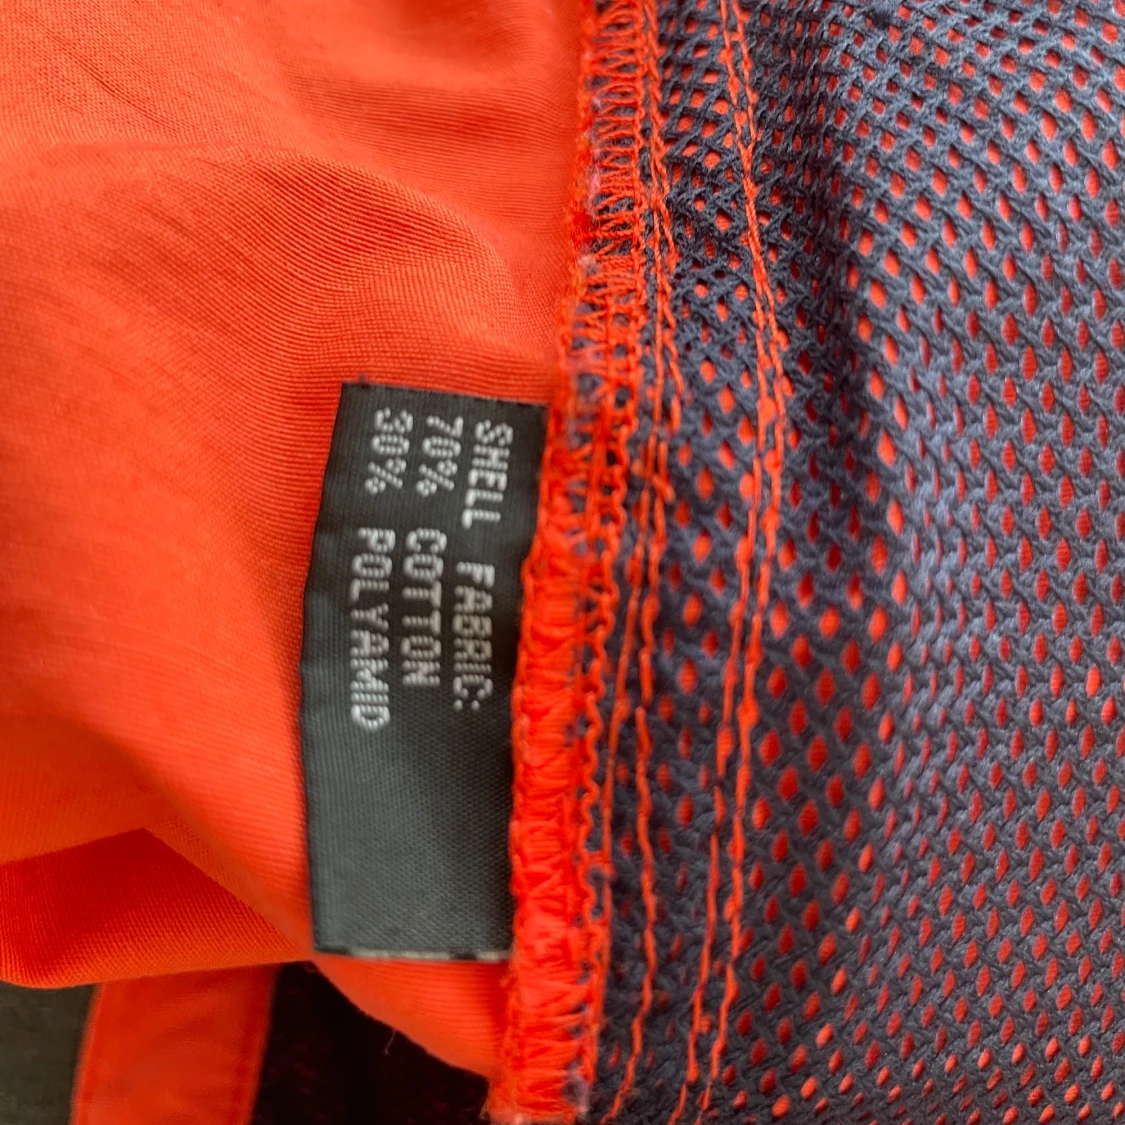 SHELL FABRIC:
70% COTTON
30% POLYAMID